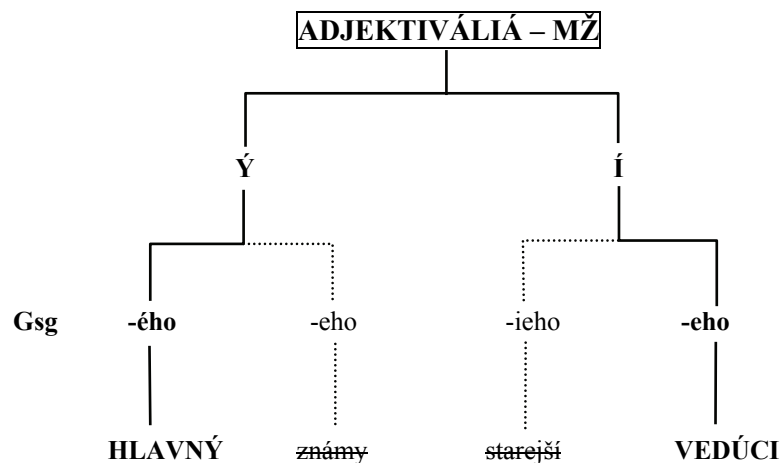 ADJEKTIVÁLIÁ – MŽ
Ý Í
Gsg -ého -eho -ieho -eho
HLAVNÝ známy starejší VEDÚCI